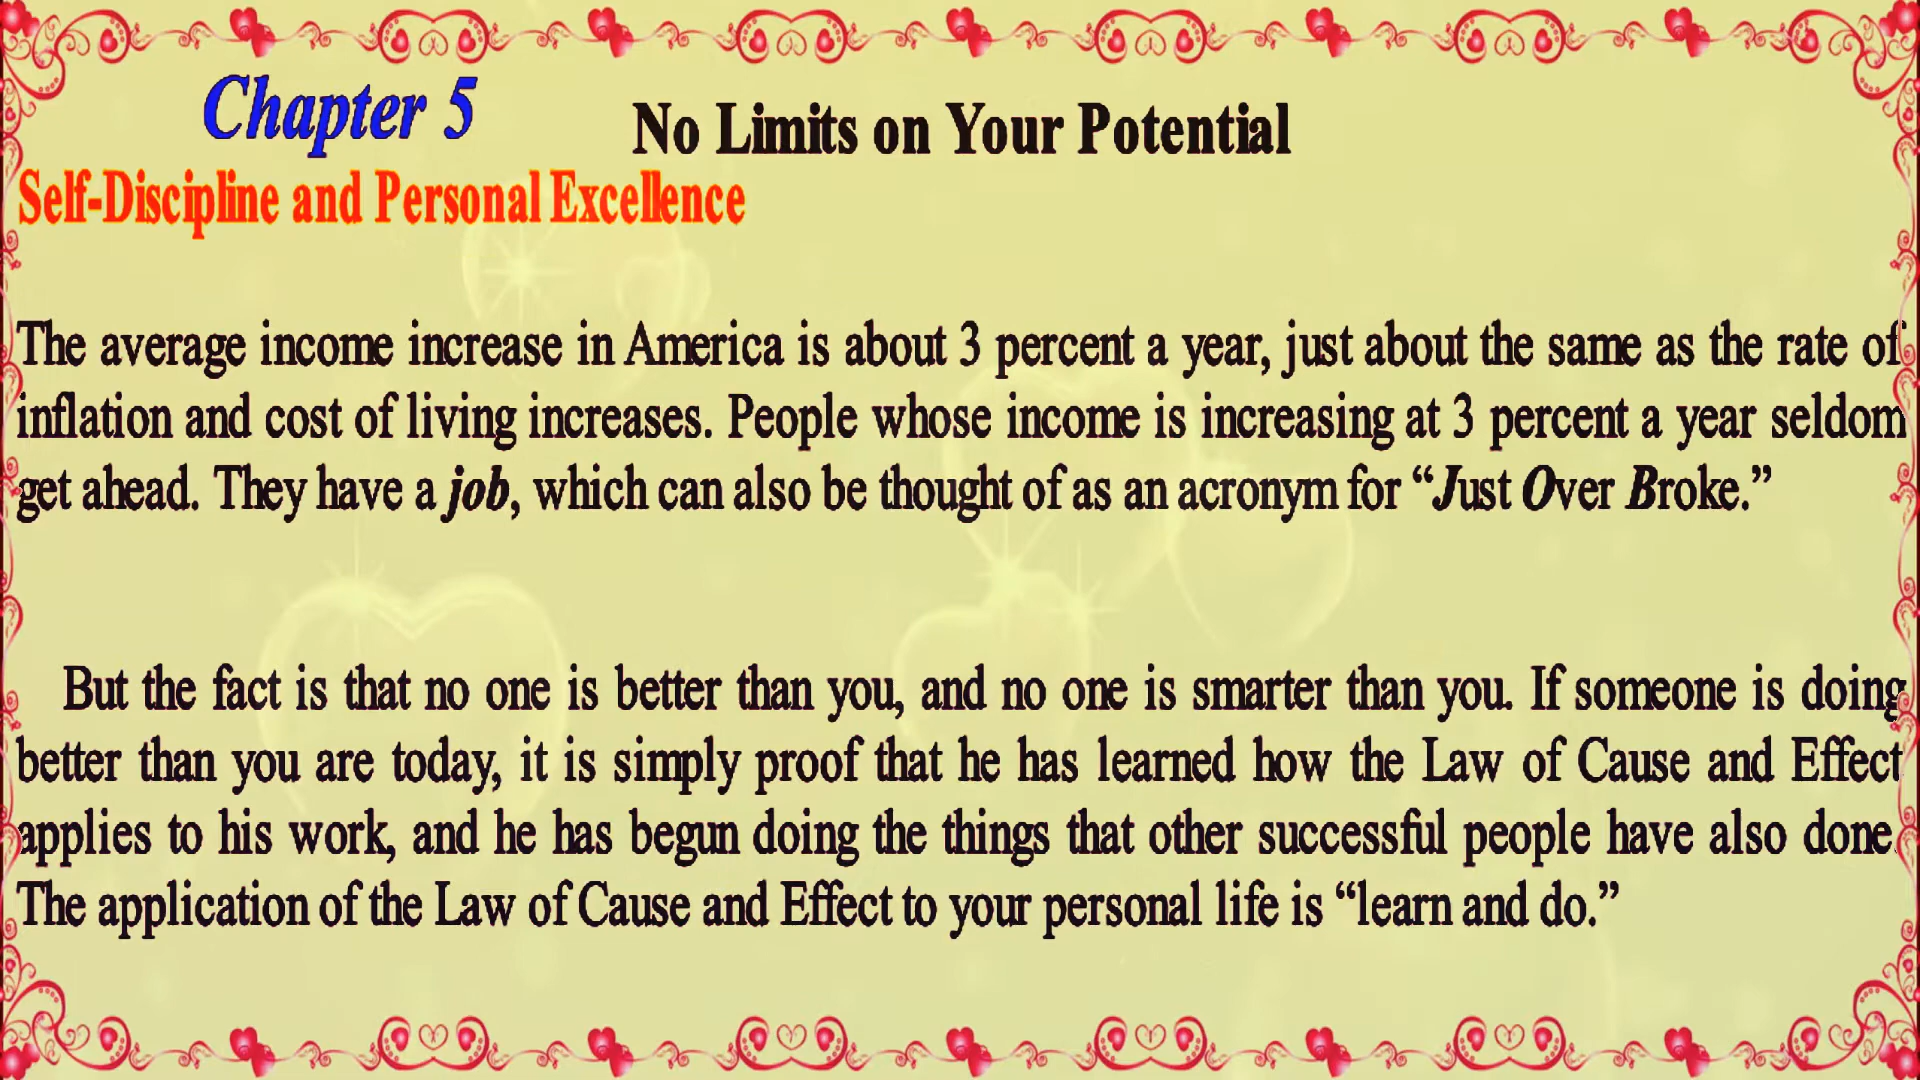 Chapter 5
No Limits on Your Potential
Self-Discipline and Personal Excellence
The average income increase in America is about 3 percent a year, just about the same as the rate of
inflation and cost of living increases. People whose income is increasing at 3 percent a year seldom
get ahead. They have a job, which can also be thought of as an acronym for “Just Over Broke.”
But the fact is that no one is better than you, and no one is smarter than you. If someone is doing
better than you are today, it is simply proof that he has learned how the Law of Cause and Effect
applies to his work, and he has begun doing the things that other successful people have also done.
The application of the Law of Cause and Effect to your personal life is “learn and do.”